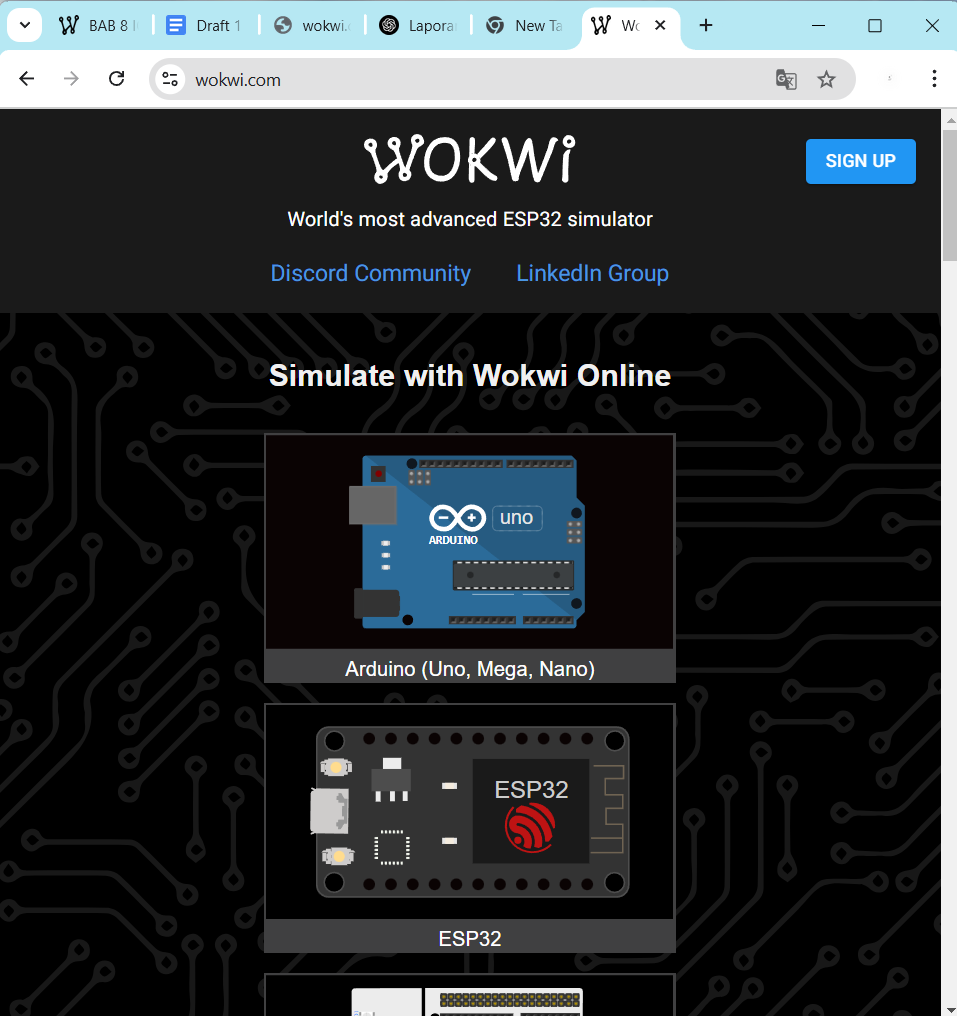 BAB 8 I
Draft 1
wokwi.
Lapora
New Ta
Wo
wokwi.com
WOKWi
SIGN UP
World's most advanced ESP32 simulator
Discord Community
LinkedIn Group
Simulate with Wokwi Online
uno
ARDUINO
Arduino (Uno, Mega, Nano)
ESP32
ESP32